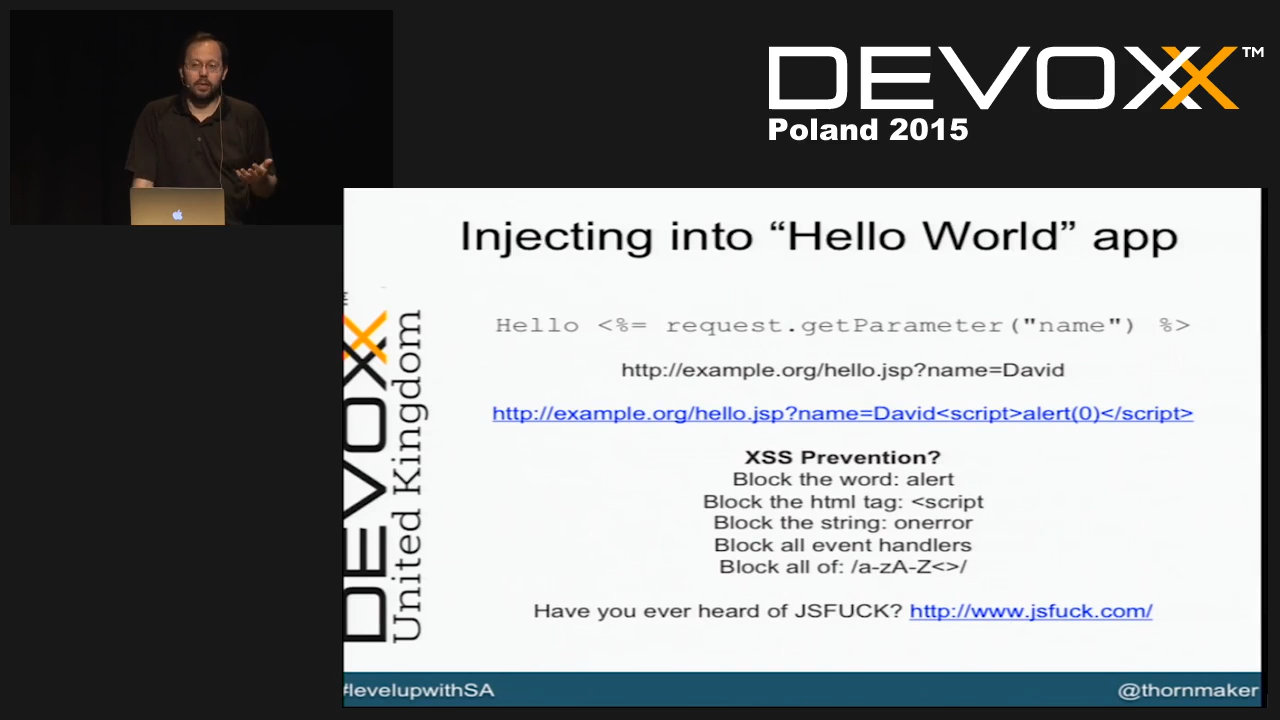 DEVOXX™
Poland 2015
Injecting into “Hello World” app
Hello <%= request.getParameter("name") %>
http://example.org/hello.jsp?name=David
http://example.org/hello.jsp?name=David<script>alert(0)</script>
XSS Prevention?
Block the word: alert
Block the html tag: <script
Block the string: onerror
Block all event handlers
Block all of: /a-zA-Z<>/
Have you ever heard of JSFUCK? http://www.jsfuck.com/
DEVOXX™
United Kingdom
#levelupwithSA
@thornmaker